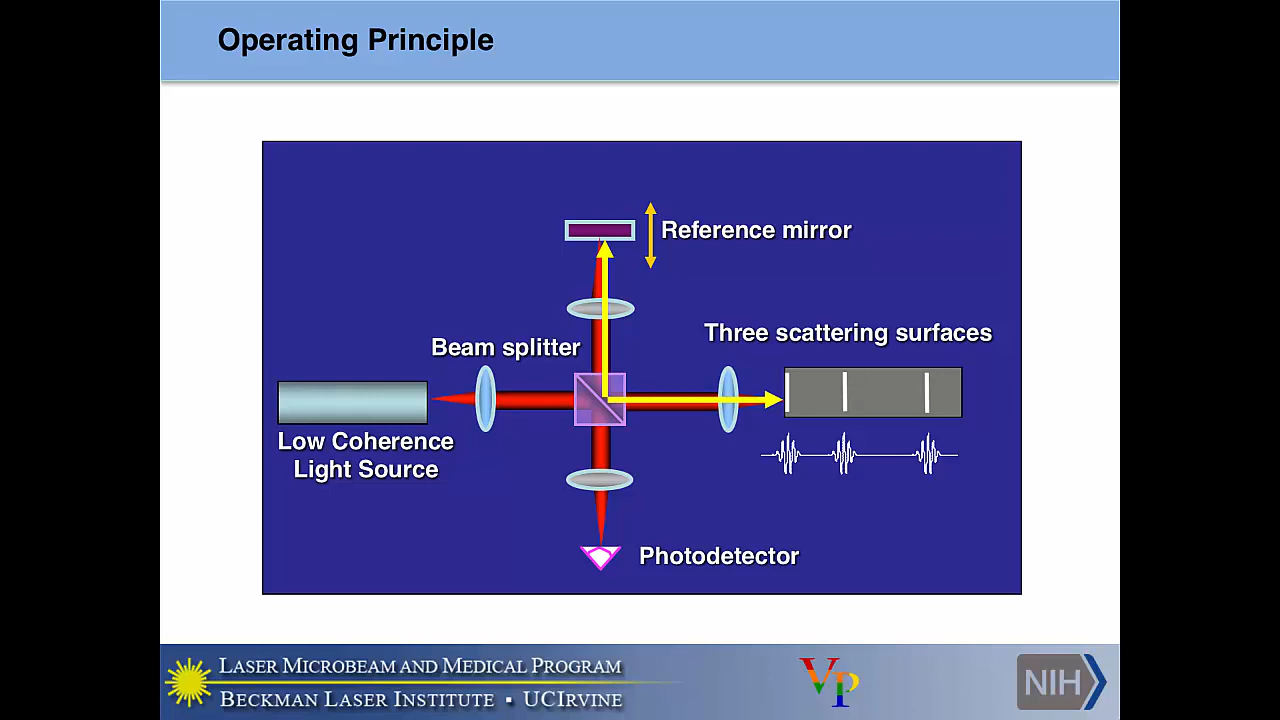 Operating Principle
Reference mirror
Three scattering surfaces
Beam splitter
Low Coherence
Light Source
Photodetector
LASER MICROBEAM AND MEDICAL PROGRAM
BECKMAN LASER INSTITUTE ▪ UCIRVINE
VP
NIH